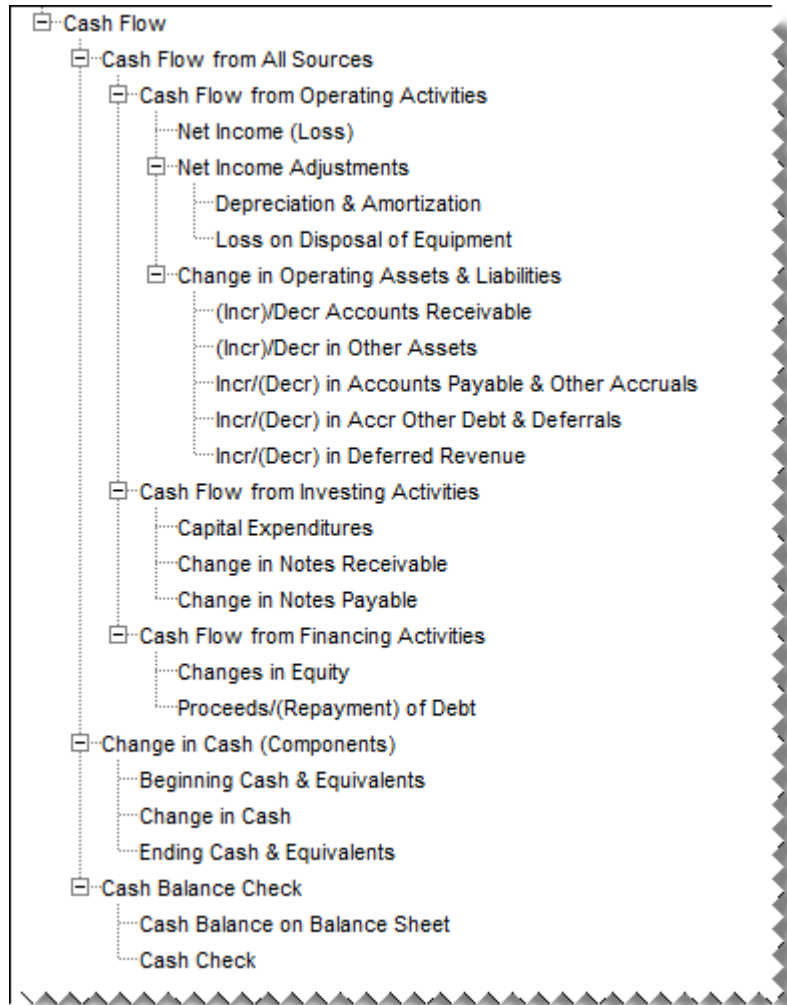 Cash Flow
Cash Flow from All Sources
Cash Flow from Operating Activities
Net Income (Loss)
Net Income Adjustments
Depreciation & Amortization
Loss on Disposal of Equipment
Change in Operating Assets & Liabilities
(Incr)/Decr Accounts Receivable
(Incr)/Decr in Other Assets
Incr/(Decr) in Accounts Payable & Other Accruals
Incr/(Decr) in Accr Other Debt & Deferrals
Incr/(Decr) in Deferred Revenue
Cash Flow from Investing Activities
Capital Expenditures
Change in Notes Receivable
Change in Notes Payable
Cash Flow from Financing Activities
Changes in Equity
Proceeds/(Repayment) of Debt
Change in Cash (Components)
Beginning Cash & Equivalents
Change in Cash
Ending Cash & Equivalents
Cash Balance Check
Cash Balance on Balance Sheet
Cash Check